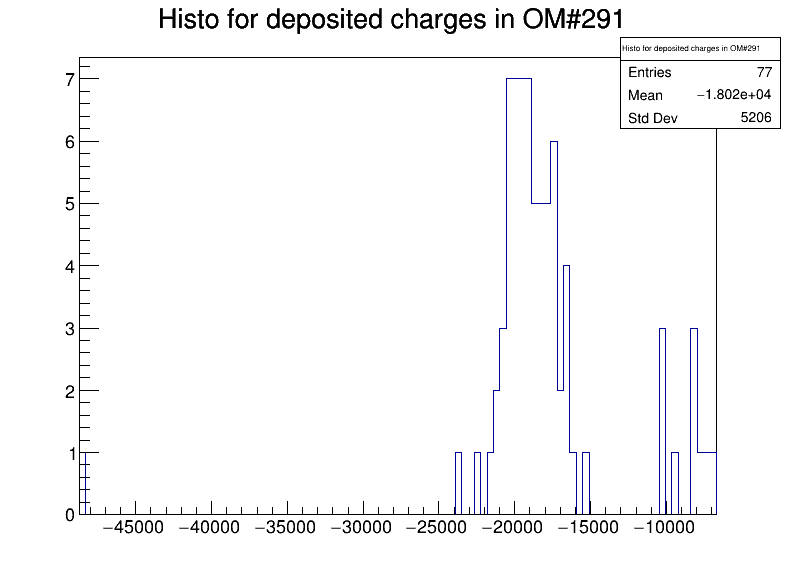 Histo for deposited charges in OM#291
Histo for deposited charges in OM#291
Entries 77
Mean −1.802e+04
Std Dev 5206
7
6
5
4
3
2
1
0
−45000 −40000 −35000 −30000 −25000 −20000 −15000 −10000